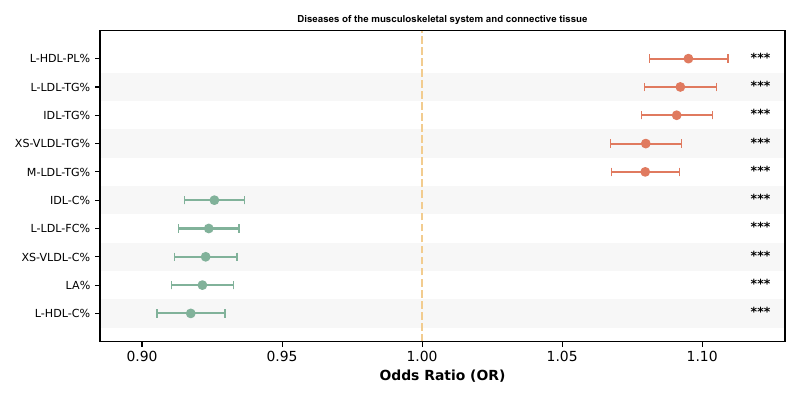 Diseases of the musculoskeletal system and connective tissue
L-HDL-PL% ***
L-LDL-TG% ***
IDL-TG% ***
XS-VLDL-TG% ***
M-LDL-TG% ***
IDL-C% ***
L-LDL-FC% ***
XS-VLDL-C% ***
LA% ***
L-HDL-C% ***
0.90 0.95 1.00 1.05 1.10
Odds Ratio (OR)